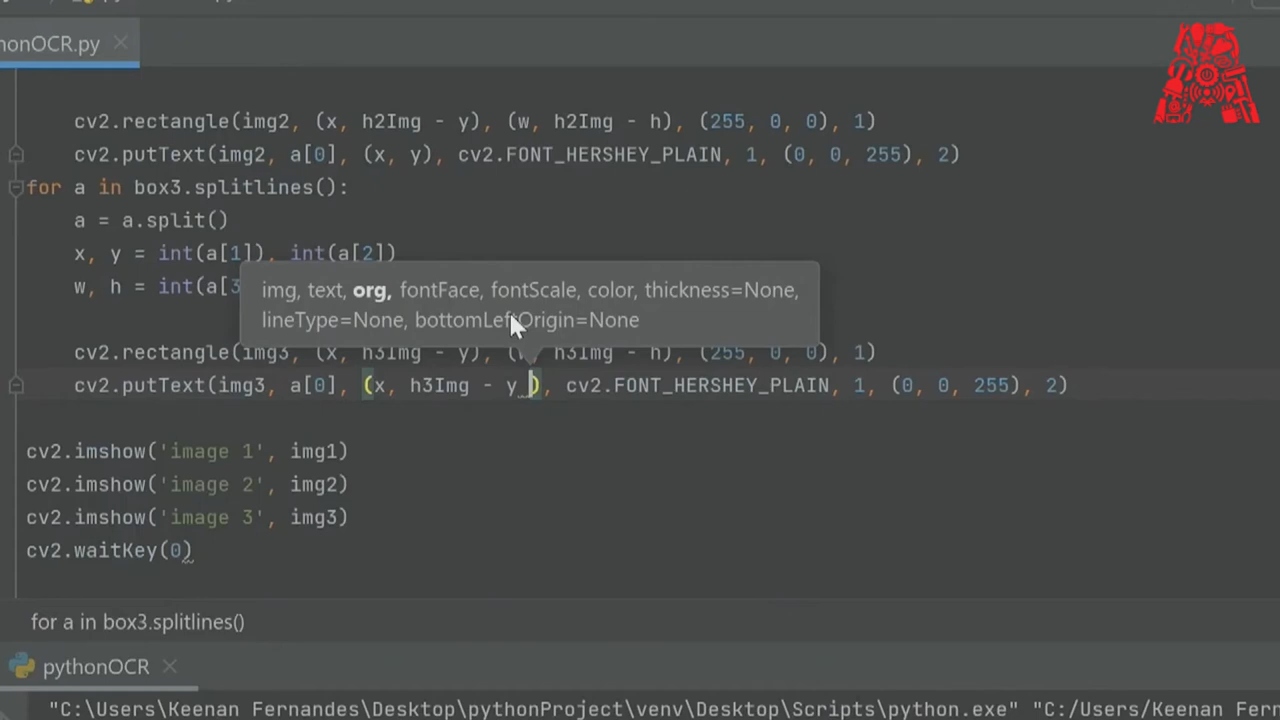 honOCR.py
cv2.rectangle(img2, (x, h2Img - y), (w, h2Img - h), (255, 0, 0), 1)
cv2.putText(img2, a[0], (x, y), cv2.FONT_HERSHEY_PLAIN, 1, (0, 0, 255), 2)
for a in box3.splitlines():
a = a.split()
x, y = int(a[1]), int(a[2])
w, h = int(a[3
img, text, org, fontFace, fontScale, color, thickness=None,
lineType=None, bottomLeftOrigin=None
cv2.rectangle(img3, (x, h3Img - y), (w, h3Img - h), (255, 0, 0), 1)
cv2.putText(img3, a[0], (x, h3Img - y ), cv2.FONT_HERSHEY_PLAIN, 1, (0, 0, 255), 2)
cv2.imshow('image 1', img1)
cv2.imshow('image 2', img2)
cv2.imshow('image 3', img3)
cv2.waitKey(0)
for a in box3.splitlines()
pythonOCR
"C:\Users\Keenan Fernandes\Desktop\pythonProject\venv\Desktop\Scripts\python.exe" "C:/Users/Keenan Fern